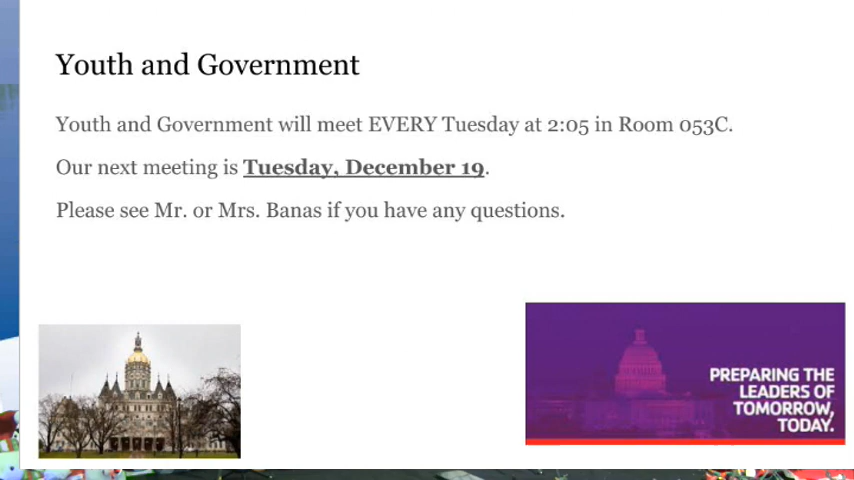 Youth and Government
Youth and Government will meet EVERY Tuesday at 2:05 in Room 053C.
Our next meeting is Tuesday, December 19.
Please see Mr. or Mrs. Banas if you have any questions.
PREPARING THE
LEADERS OF
TOMORROW,
TODAY.